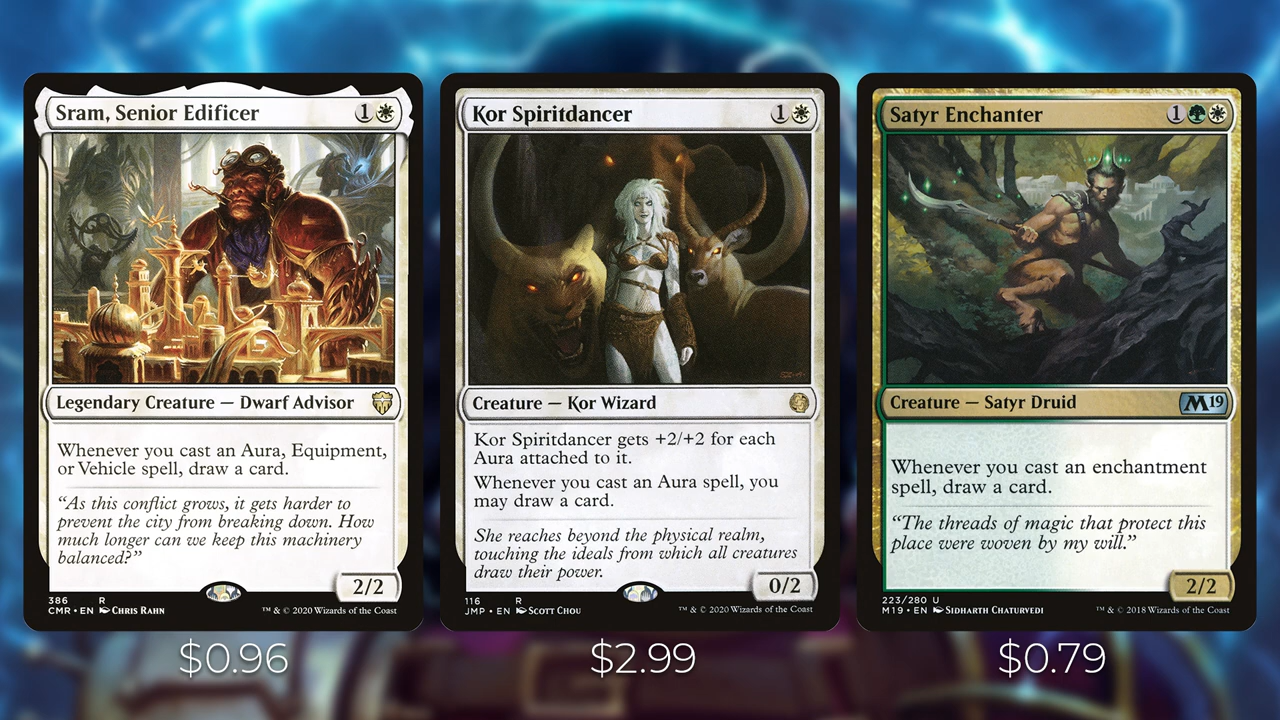 Sram, Senior Edificer 1
Legendary Creature — Dwarf Advisor
Whenever you cast an Aura, Equipment,
or Vehicle spell, draw a card.
“As this conflict grows, it gets harder to
prevent the city from breaking down. How
much longer can we keep this machinery
balanced?”
2/2
386 R
CMR • EN Chris Rahn ™ & © 2020 Wizards of the Coast
$0.96
Kor Spiritdancer 1
Creature — Kor Wizard
Kor Spiritdancer gets +2/+2 for each
Aura attached to it.
Whenever you cast an Aura spell, you
may draw a card.
She reaches beyond the physical realm,
touching the ideals from which all creatures
draw their power.
0/2
116 R
JMP • EN Scott Chou ™ & © 2020 Wizards of the Coast
$2.99
Satyr Enchanter 1
Creature — Satyr Druid M19
Whenever you cast an enchantment
spell, draw a card.
“The threads of magic that protect this
place were woven by my will.”
2/2
223/280 U
M19 • EN Sidharth Chaturvedi ™ & © 2018 Wizards of the Coast
$0.79